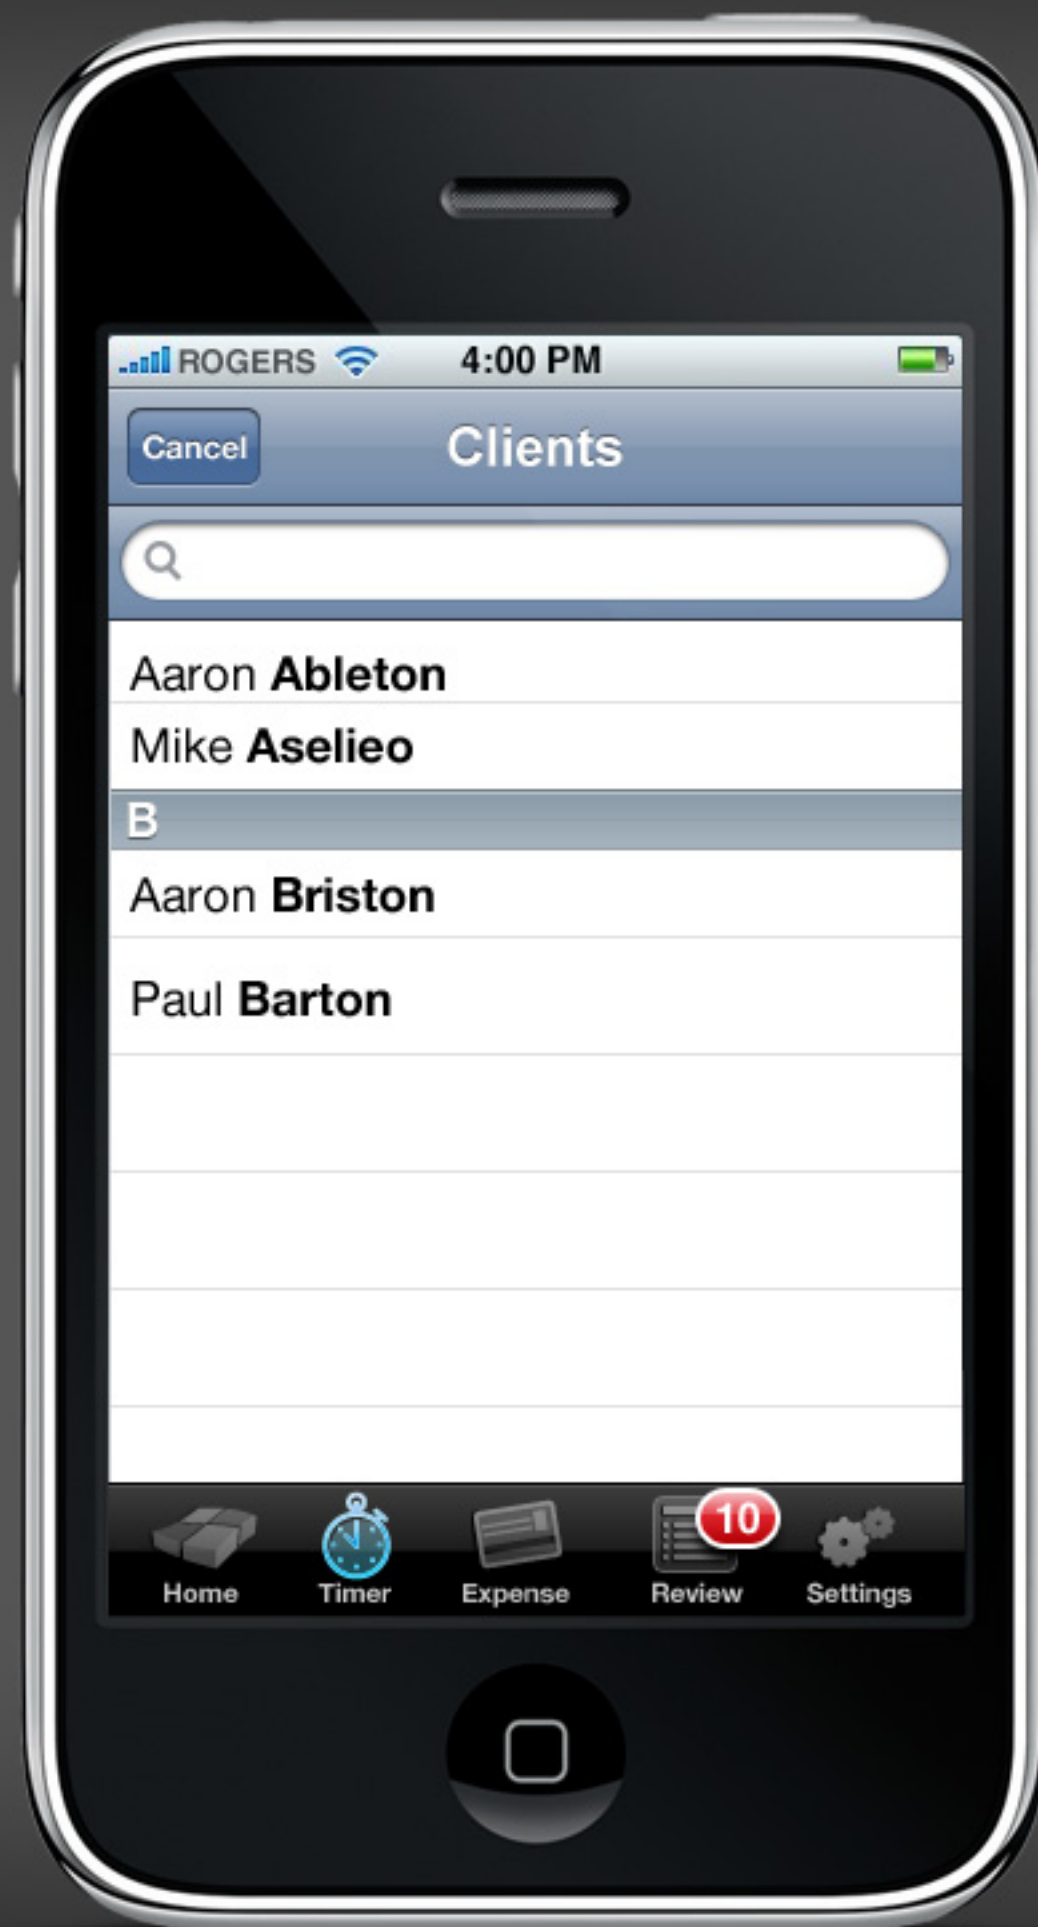 ROGERS 4:00 PM
Cancel Clients
Aaron Ableton
Mike Aselieo
B
Aaron Briston
Paul Barton
10
Home Timer Expense Review Settings